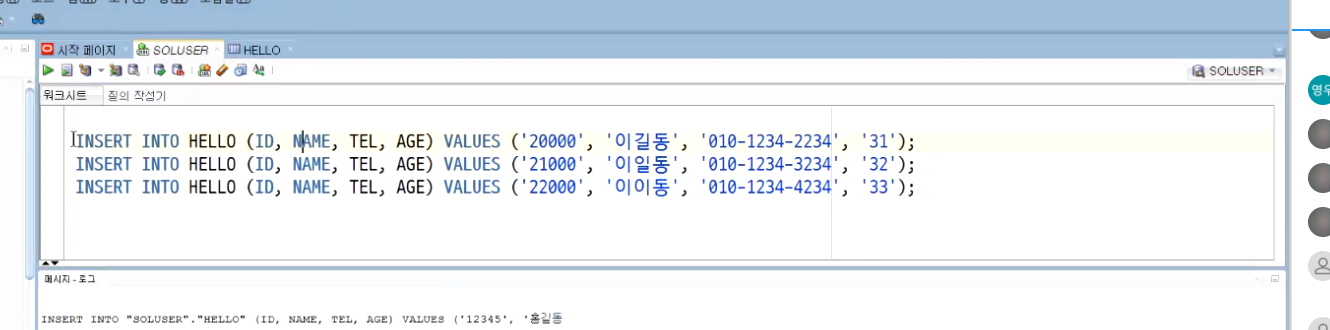 시작 페이지 SOLUSER HELLO
SOLUSER
워크시트 질의 작성기
INSERT INTO HELLO (ID, NAME, TEL, AGE) VALUES ('20000', '이길동', '010-1234-2234', '31');
INSERT INTO HELLO (ID, NAME, TEL, AGE) VALUES ('21000', '이일동', '010-1234-3234', '32');
INSERT INTO HELLO (ID, NAME, TEL, AGE) VALUES ('22000', '이이동', '010-1234-4234', '33');
메시지 - 로그
INSERT INTO "SOLUSER"."HELLO" (ID, NAME, TEL, AGE) VALUES ('12345', '홍길동